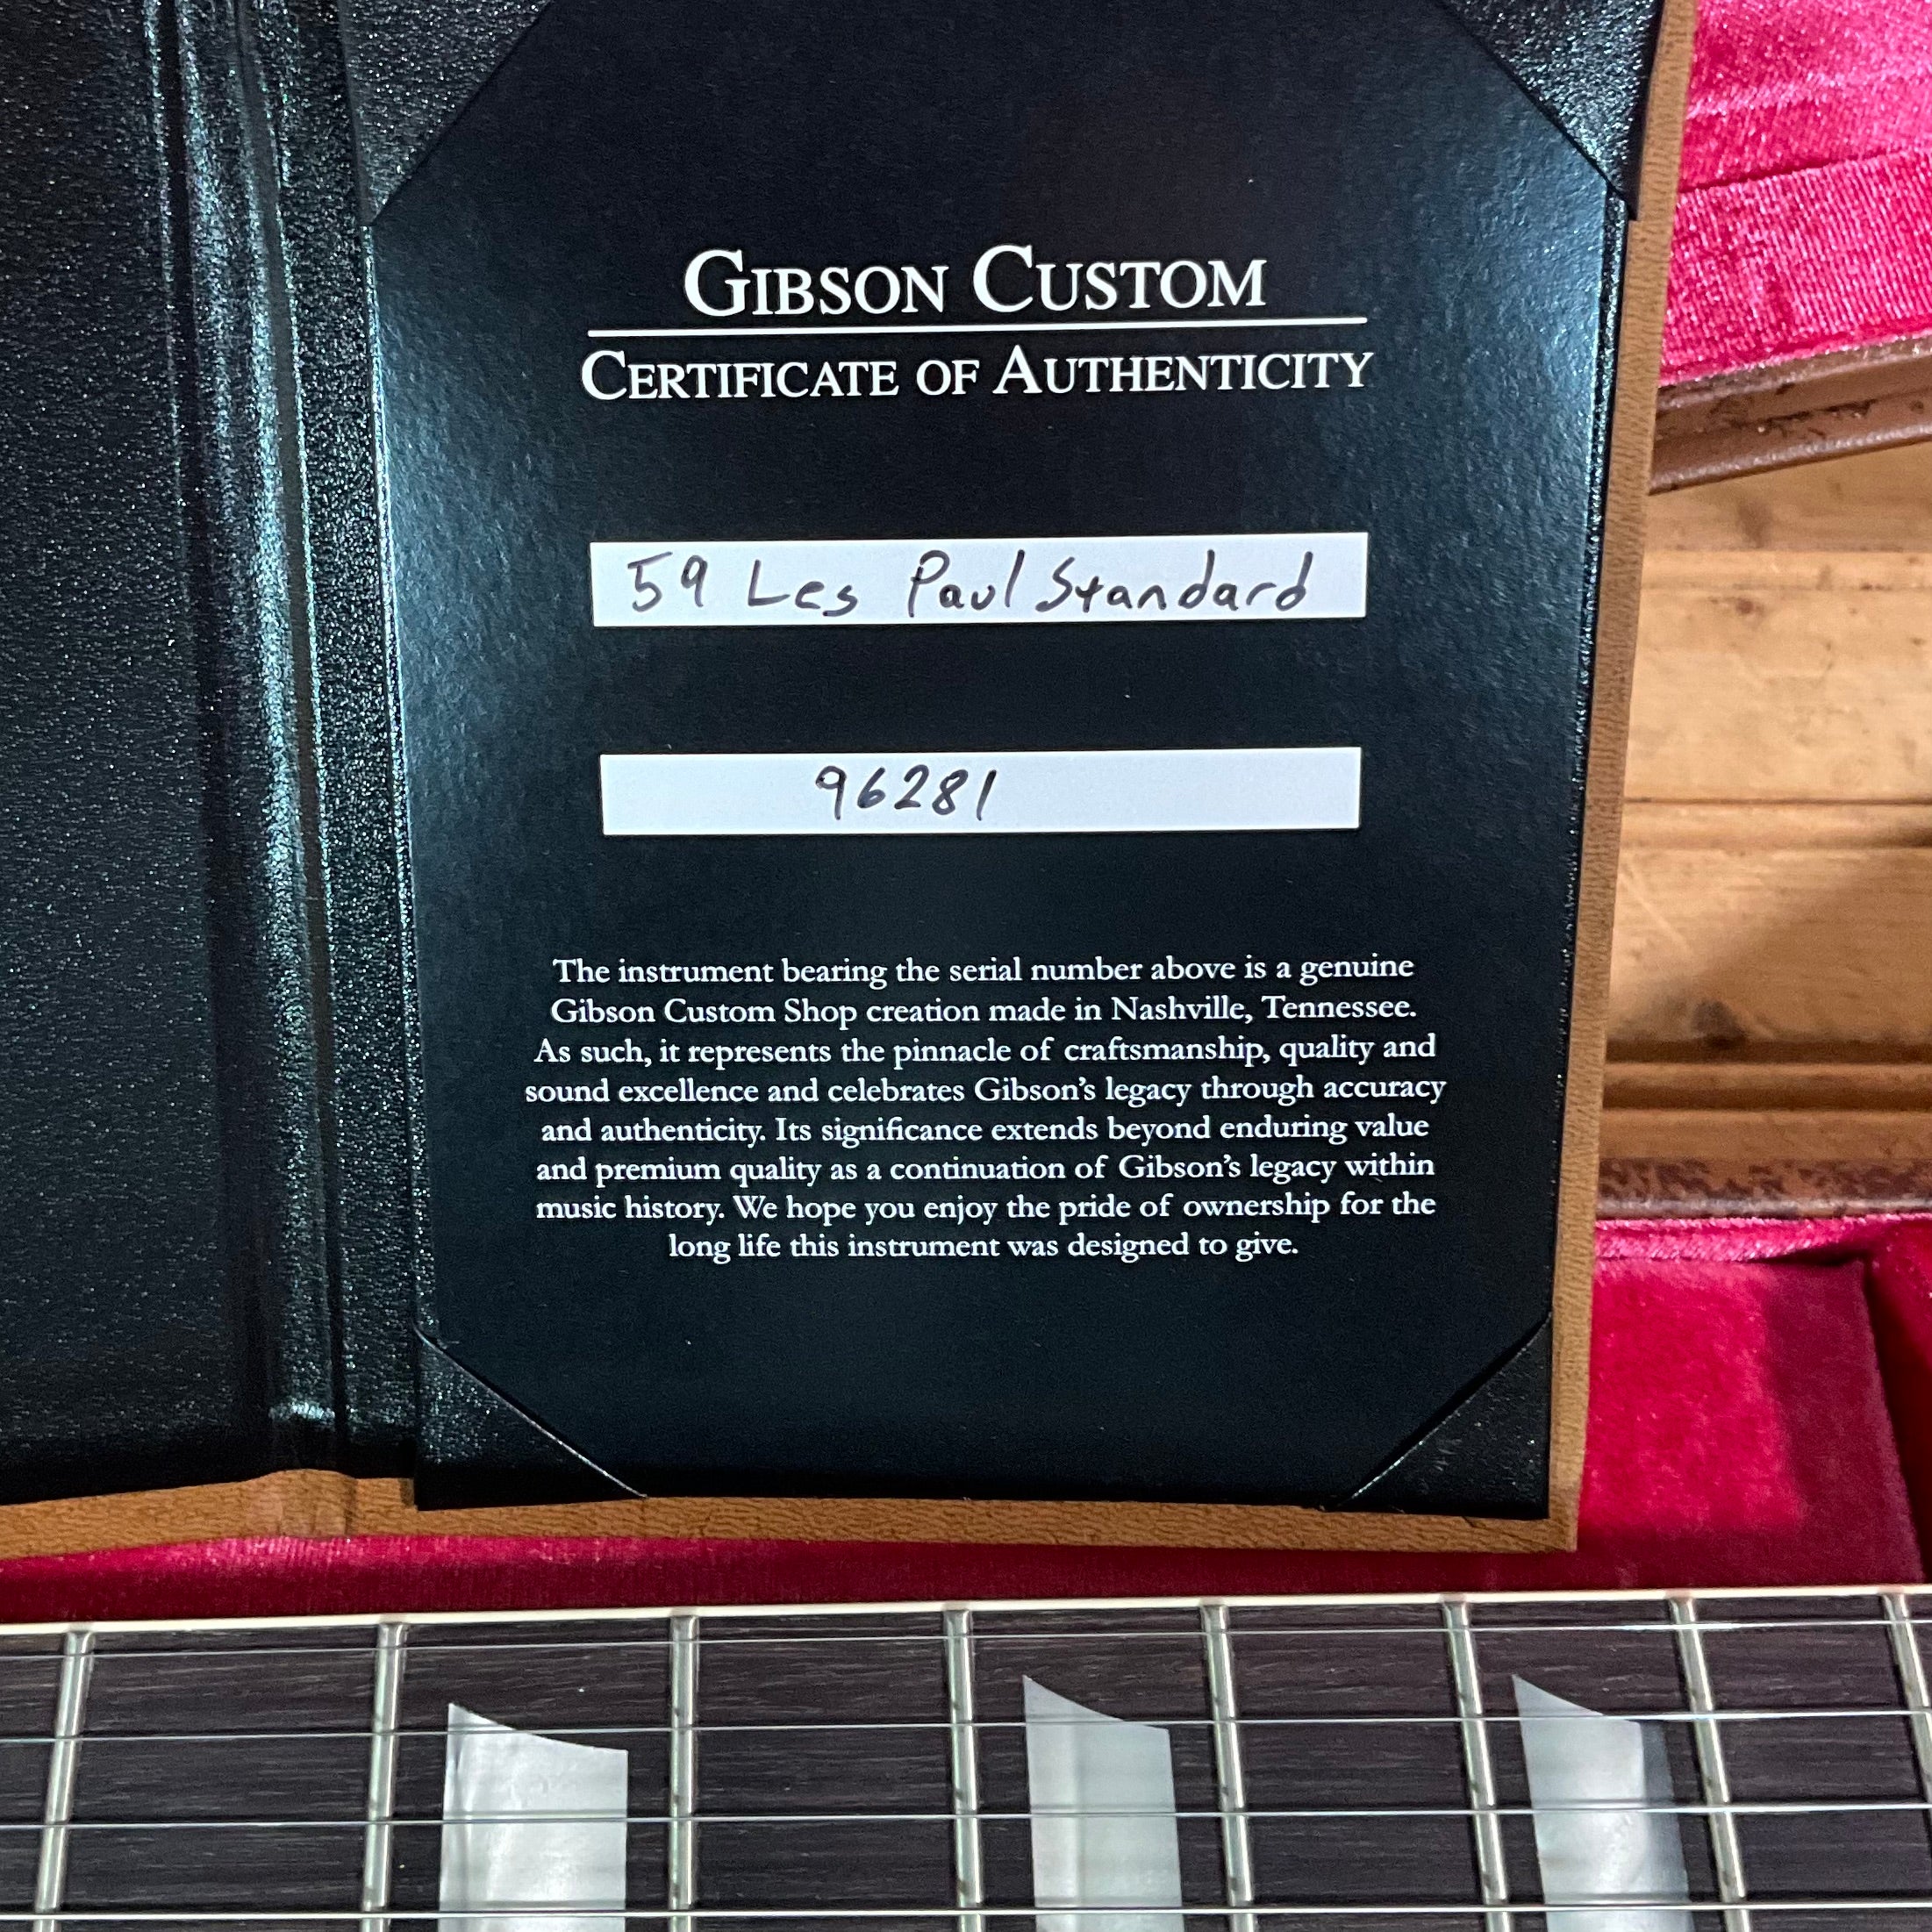 GIBSON CUSTOM
CERTIFICATE OF AUTHENTICITY
59 Les Paul Standard
96281
The instrument bearing the serial number above is a genuine
Gibson Custom Shop creation made in Nashville, Tennessee.
As such, it represents the pinnacle of craftsmanship, quality and
sound excellence and celebrates Gibson's legacy through accuracy
and authenticity. Its significance extends beyond enduring value
and premium quality as a continuation of Gibson's legacy within
music history. We hope you enjoy the pride of ownership for the
long life this instrument was designed to give.